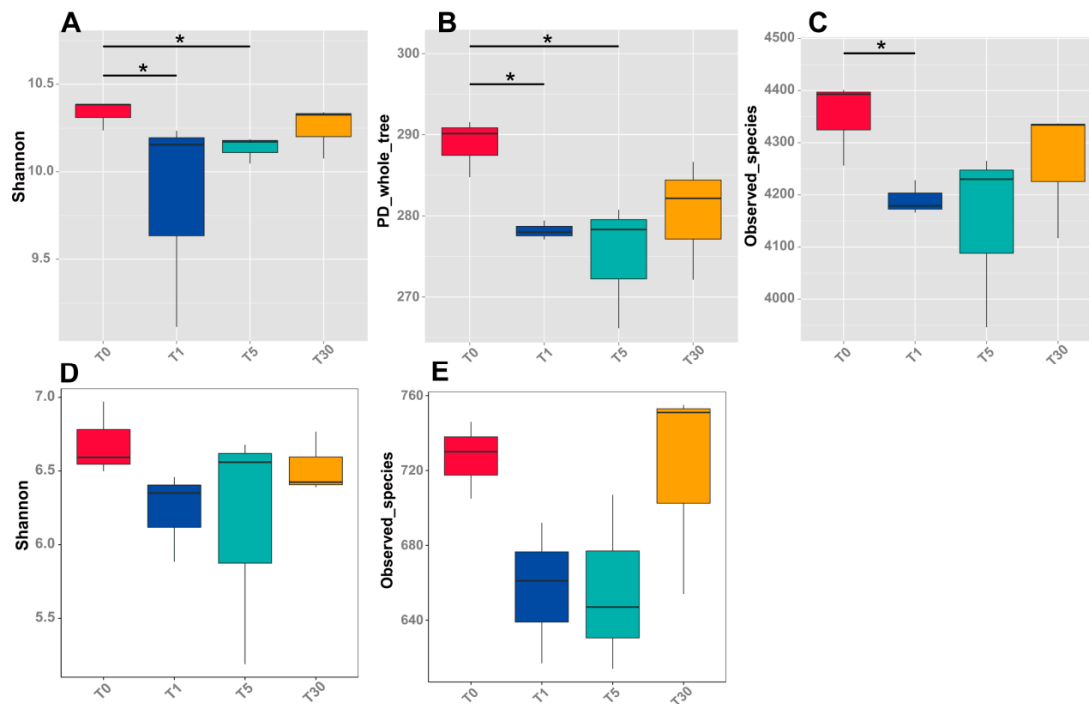 A
Shannon
10.5
10.0
9.5
*
*
T0 T1 T5 T30
B
PD_whole_tree
300
290
280
270
*
*
T0 T1 T5 T30
C
Observed_species
4500
4400
4300
4200
4100
4000
*
T0 T1 T5 T30
D
Shannon
7.0
6.5
6.0
5.5
T0 T1 T5 T30
E
Observed_species
760
720
680
640
T0 T1 T5 T30